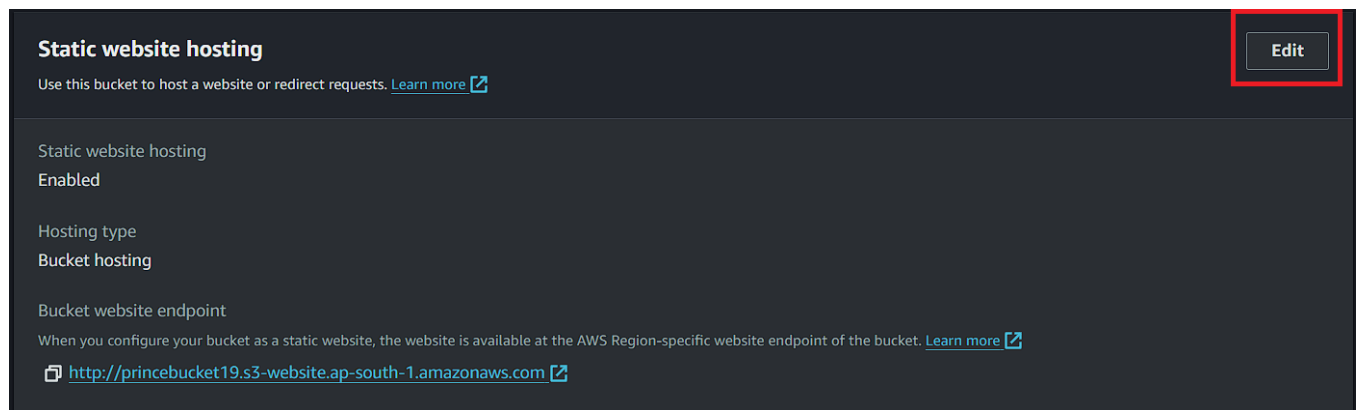 Static website hosting
Edit
Use this bucket to host a website or redirect requests. Learn more
Static website hosting
Enabled
Hosting type
Bucket hosting
Bucket website endpoint
When you configure your bucket as a static website, the website is available at the AWS Region-specific website endpoint of the bucket. Learn more
http://princebucket19.s3-website.ap-south-1.amazonaws.com